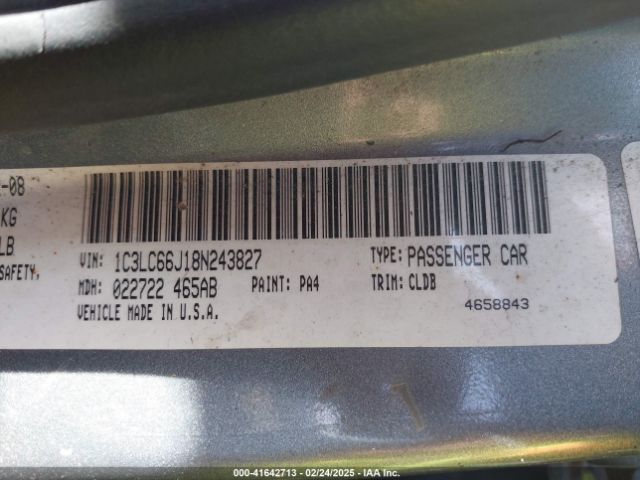 -08
KG
LB
SAFETY,
VIN: 1C3LC66J18N243827 TYPE: PASSENGER CAR
MDH: 022722 465AB PAINT: PA4 TRIM: CLDB
VEHICLE MADE IN U.S.A. 4658843
000-41642713 - 02/24/2025 - IAA Inc.